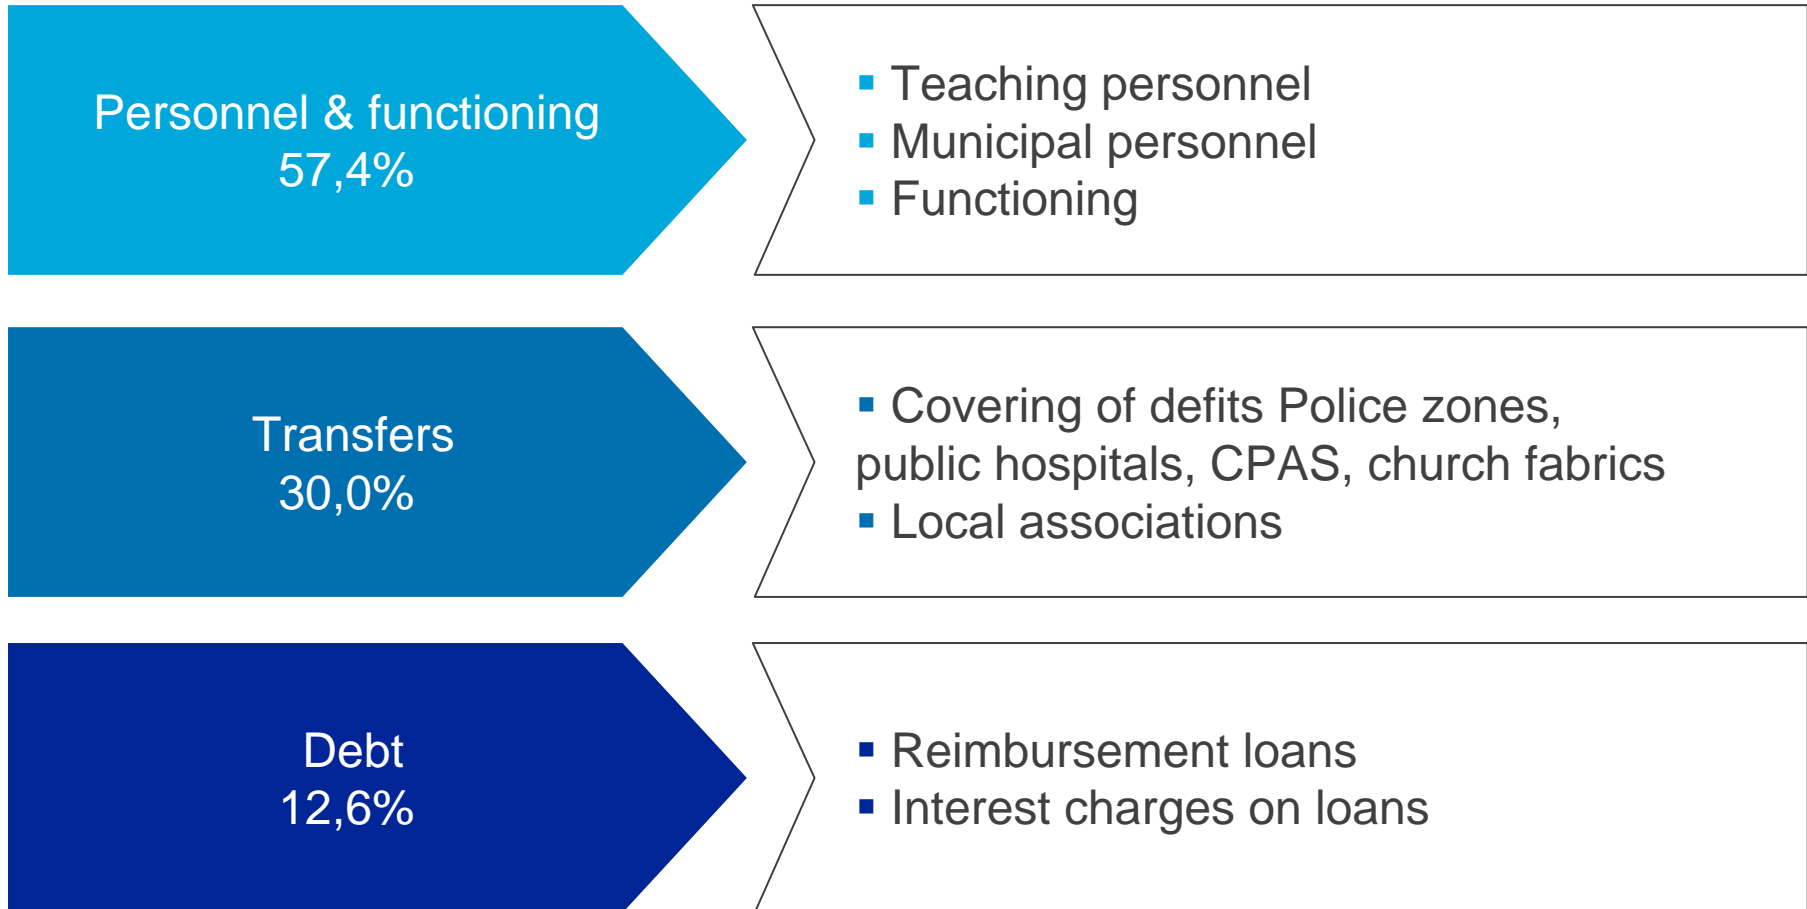 Personnel & functioning
57,4%
▪ Teaching personnel
▪ Municipal personnel
▪ Functioning
Transfers
30,0%
▪ Covering of defits Police zones,
public hospitals, CPAS, church fabrics
▪ Local associations
Debt
12,6%
▪ Reimbursement loans
▪ Interest charges on loans